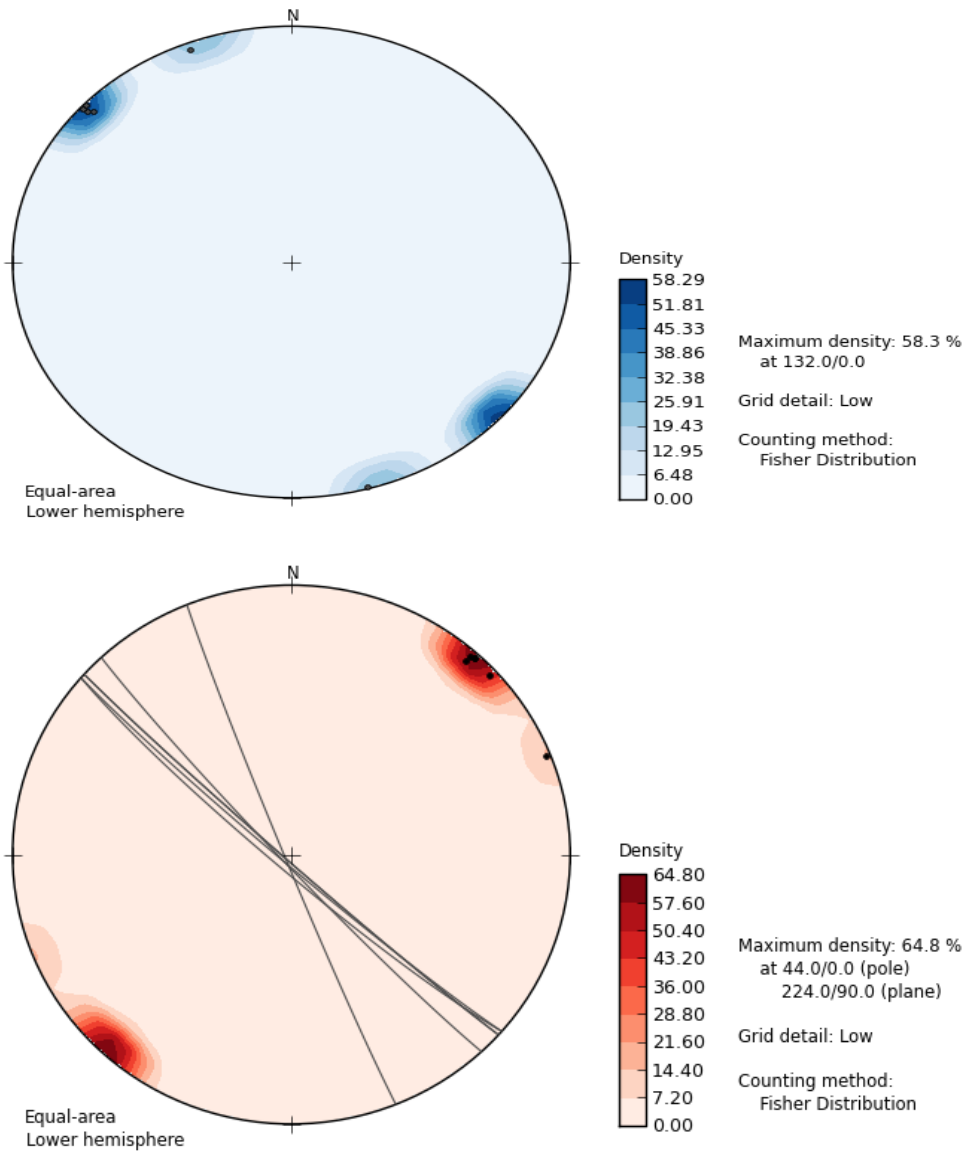 N
Density
58.29
51.81
45.33
38.86
32.38
25.91
19.43
12.95
6.48
0.00
Maximum density: 58.3 %
at 132.0/0.0
Grid detail: Low
Counting method:
Fisher Distribution
Equal-area
Lower hemisphere
N
Density
64.80
57.60
50.40
43.20
36.00
28.80
21.60
14.40
7.20
0.00
Maximum density: 64.8 %
at 44.0/0.0 (pole)
224.0/90.0 (plane)
Grid detail: Low
Counting method:
Fisher Distribution
Equal-area
Lower hemisphere